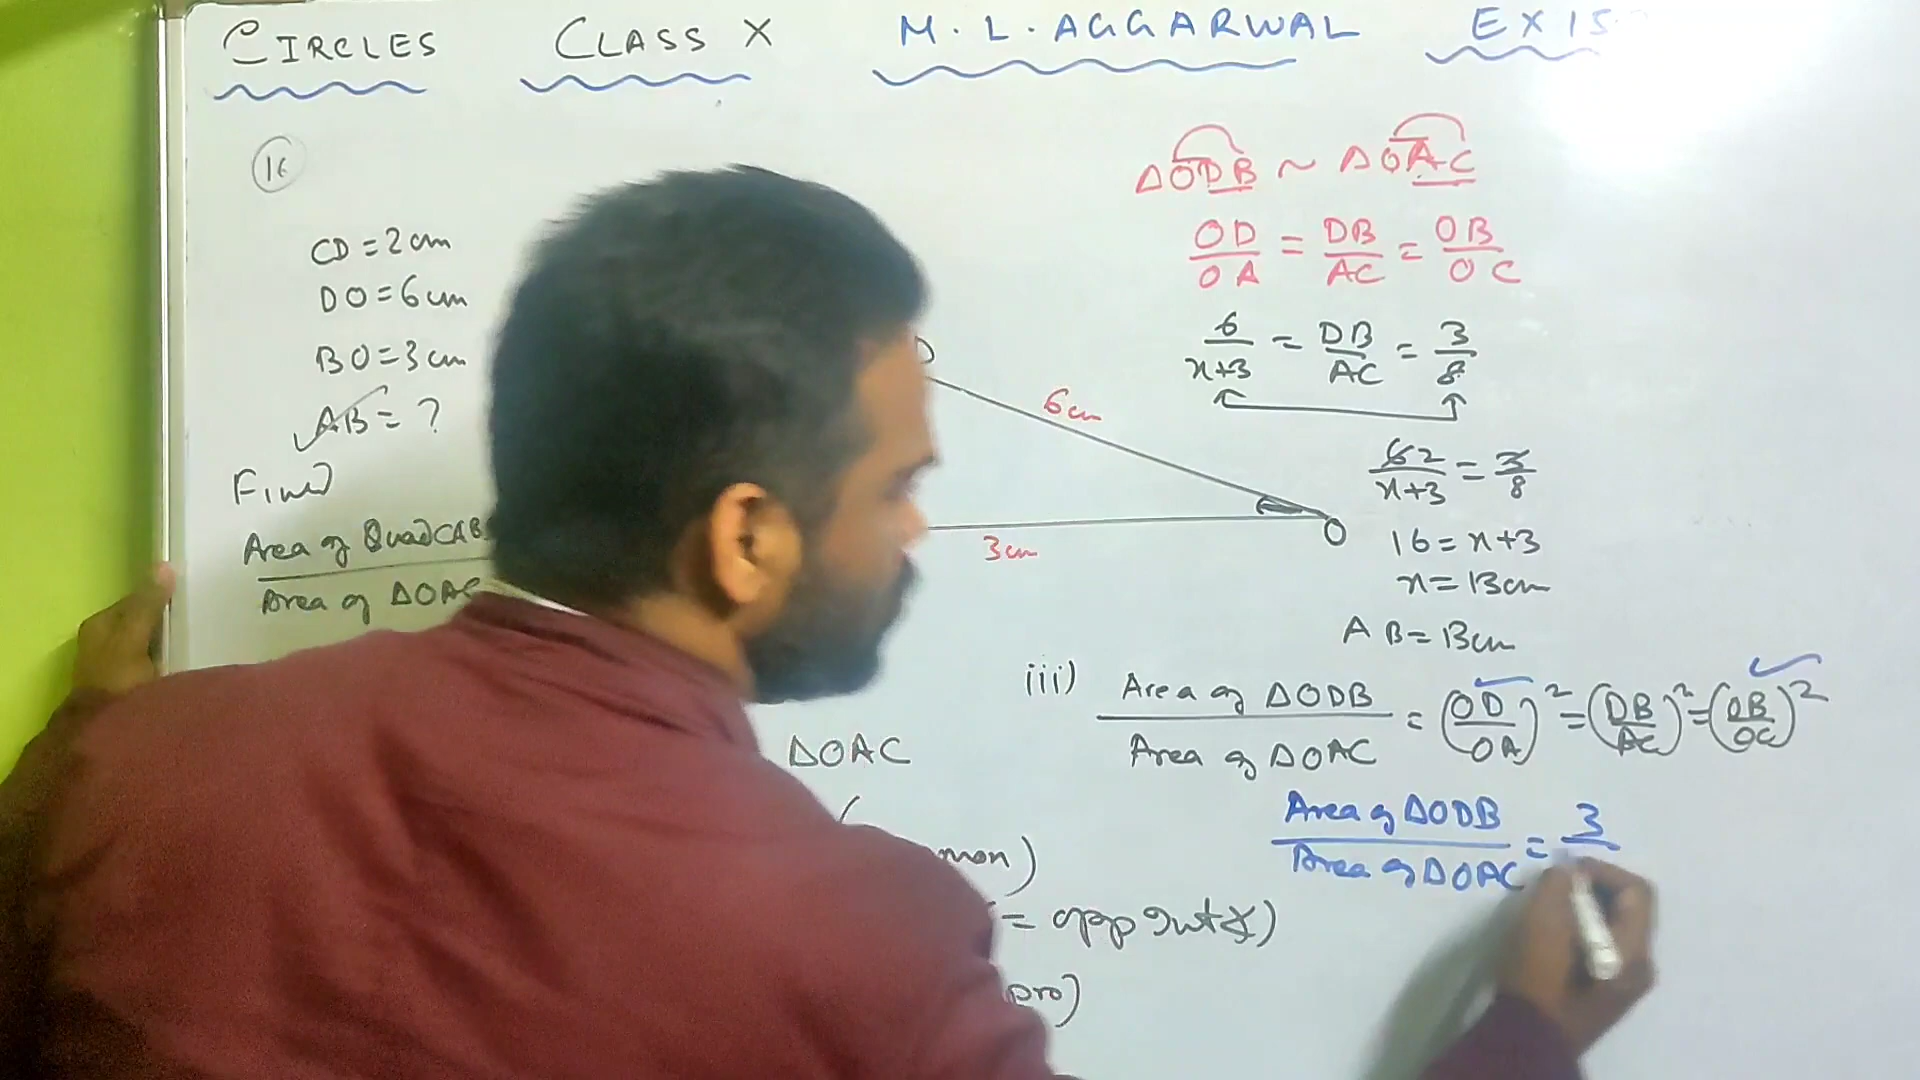 CIRCLES CLASS X M.L.AGGARWAL EX 15
16
CD = 2cm
DO = 6cm
BO = 3cm
AB = ?
Find
Area of Quad CAB
Area of ΔOAC
6cm
3cm
O
ΔOAC
mon)
= opp int ∠)
pro)
ΔODB ~ ΔOAC
OD/OA = DB/AC = OB/OC
6/x+3 = DB/AC = 3/8
62/x+3 = 3/8
16 = x+3
x = 13cm
AB = 13cm
iii) Area of ΔODB/Area of ΔOAC = (OD/OA)² = (DB/AC)² = (OB/OC)²
Area of ΔODB/Area of ΔOAC = 3